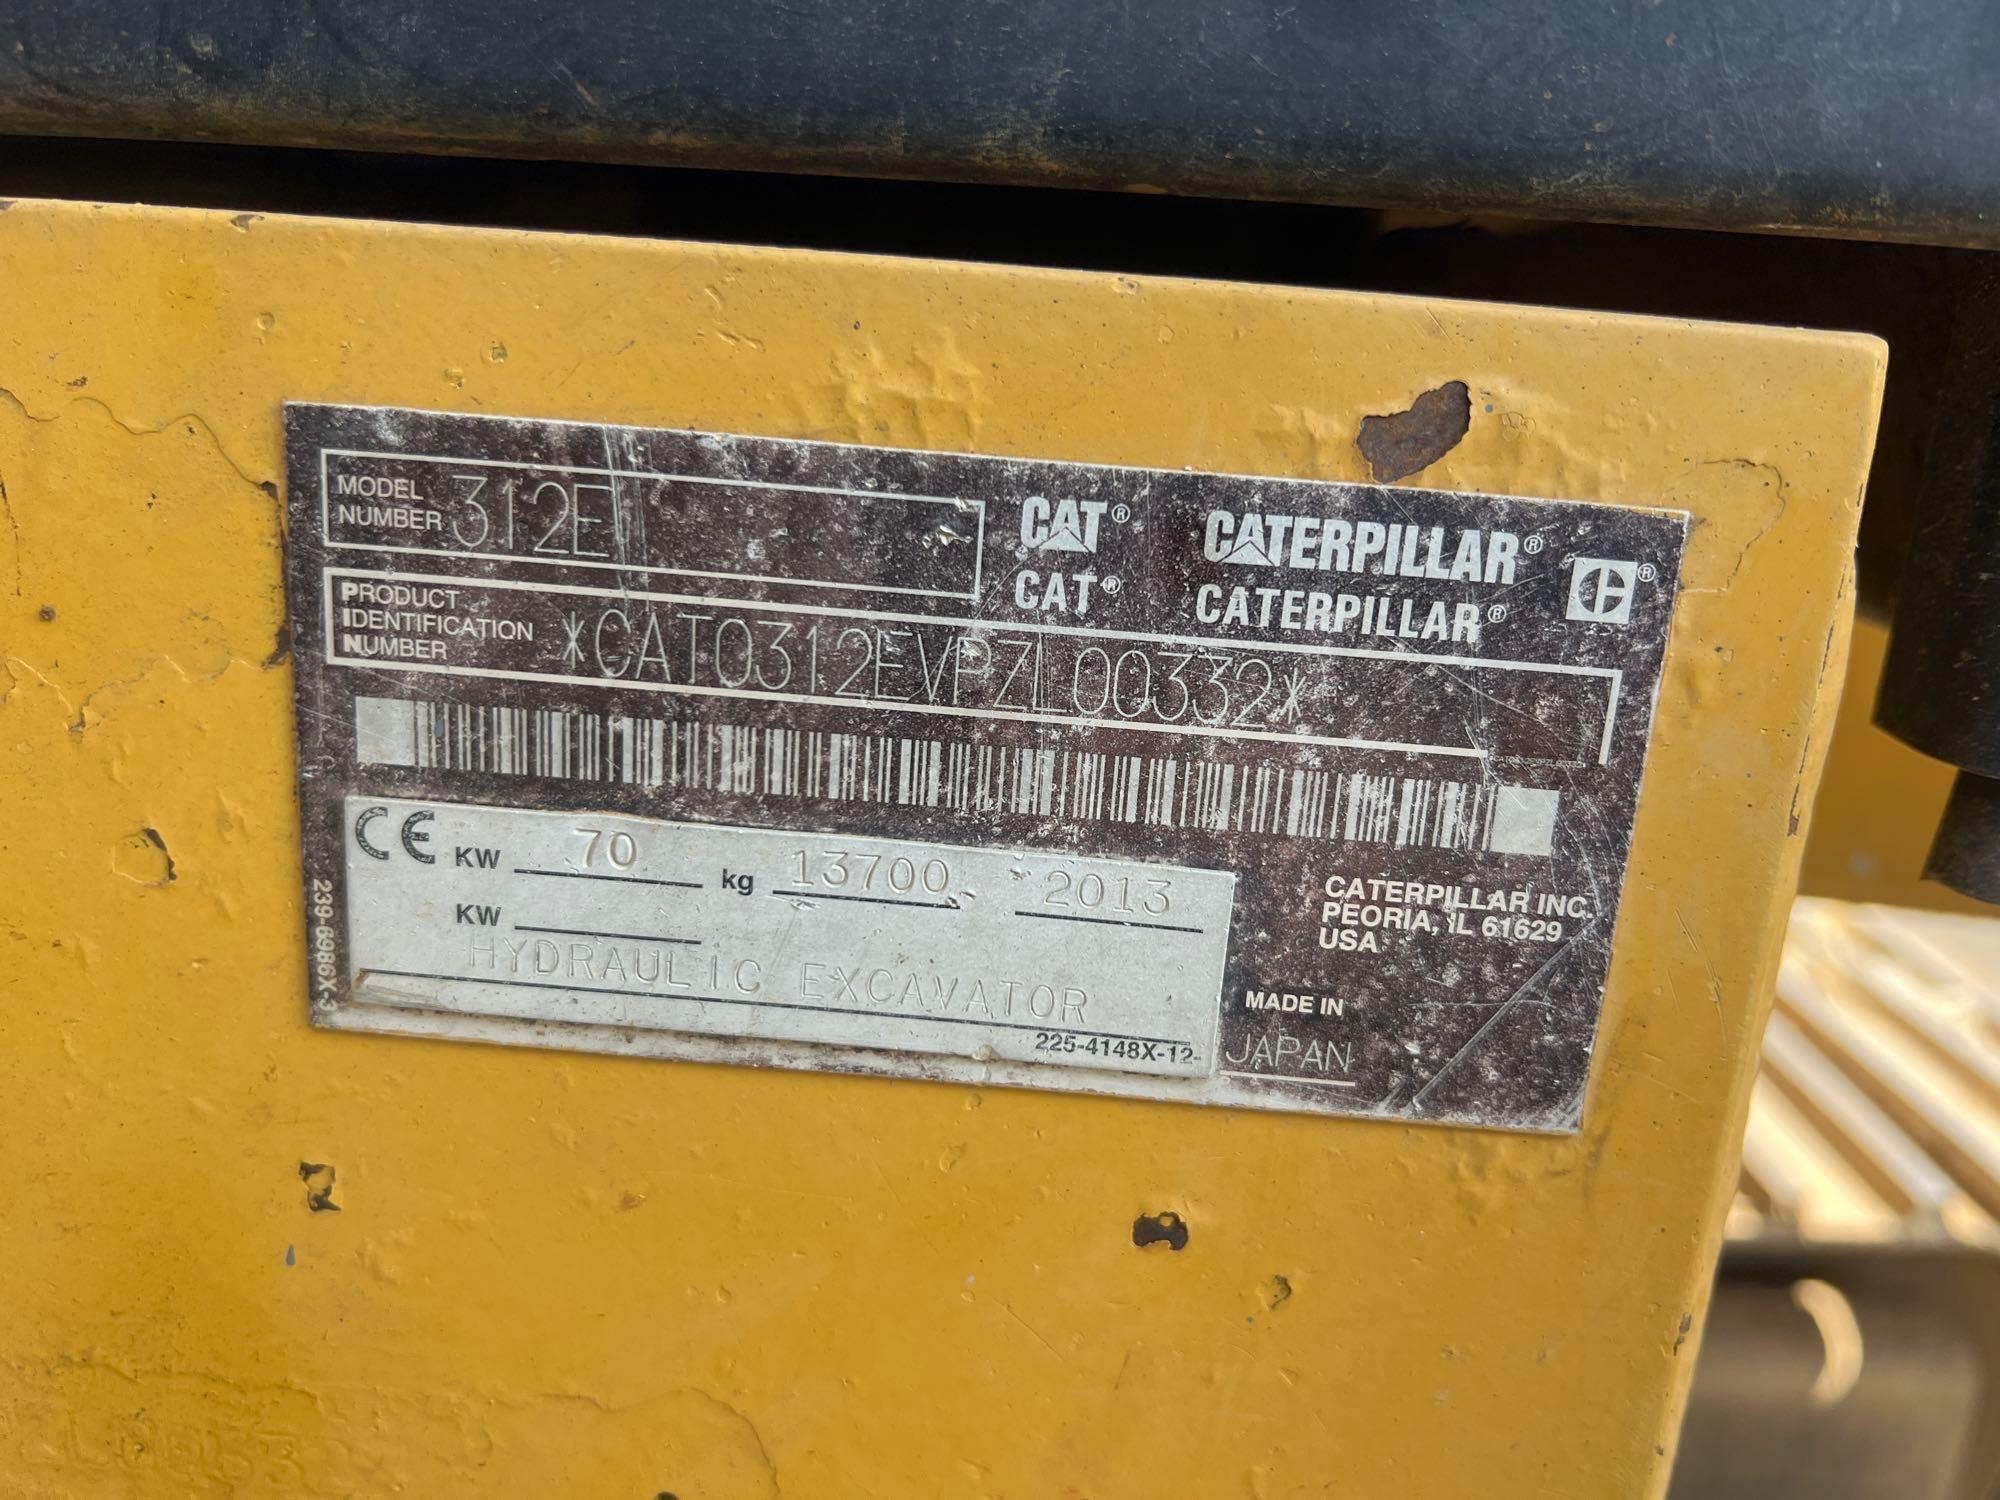 MODEL NUMBER 312E
CAT® CATERPILLAR®
CAT® CATERPILLAR®
PRODUCT IDENTIFICATION NUMBER *CAT0312EVPZL00332*
CE KW 70 kg 13700 2013
KW
HYDRAULIC EXCAVATOR
225-4148X-12-
239-6986X-3
CATERPILLAR INC.
PEORIA, IL 61629
USA
MADE IN
JAPAN